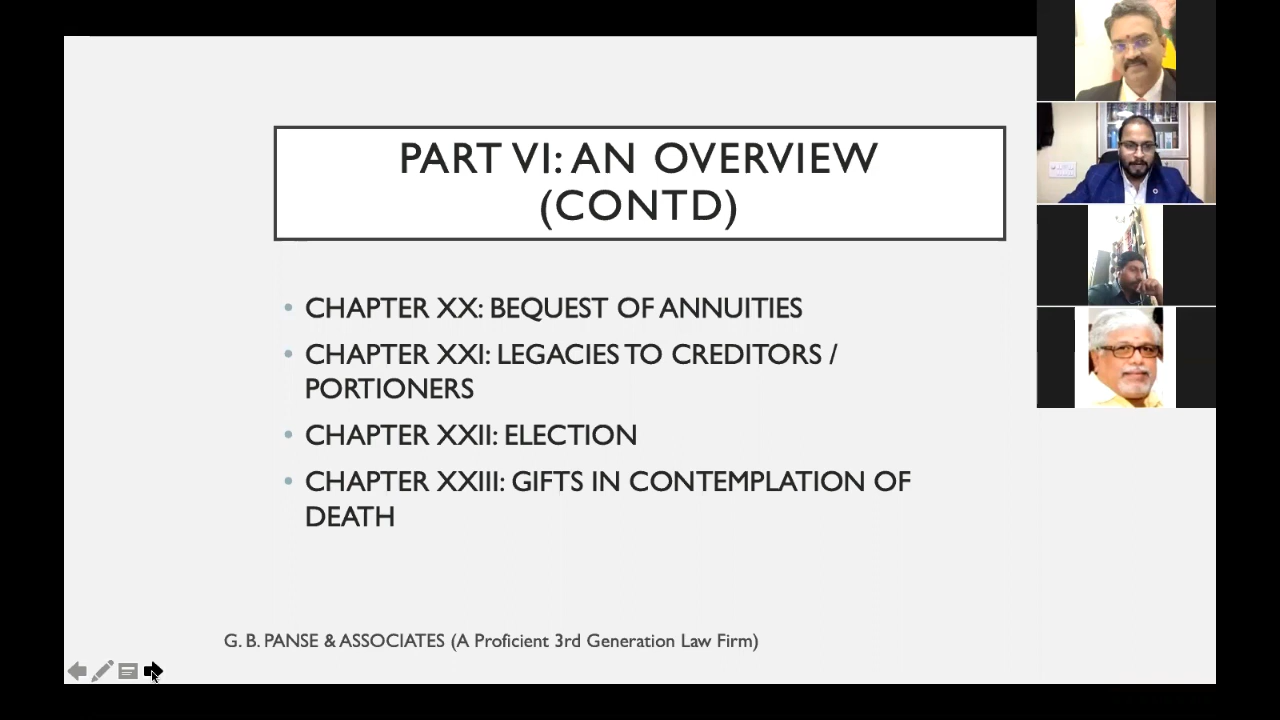 PART VI: AN OVERVIEW
(CONTD)
• CHAPTER XX: BEQUEST OF ANNUITIES
• CHAPTER XXI: LEGACIES TO CREDITORS /
PORTIONERS
• CHAPTER XXII: ELECTION
• CHAPTER XXIII: GIFTS IN CONTEMPLATION OF
DEATH
G. B. PANSE & ASSOCIATES (A Proficient 3rd Generation Law Firm)